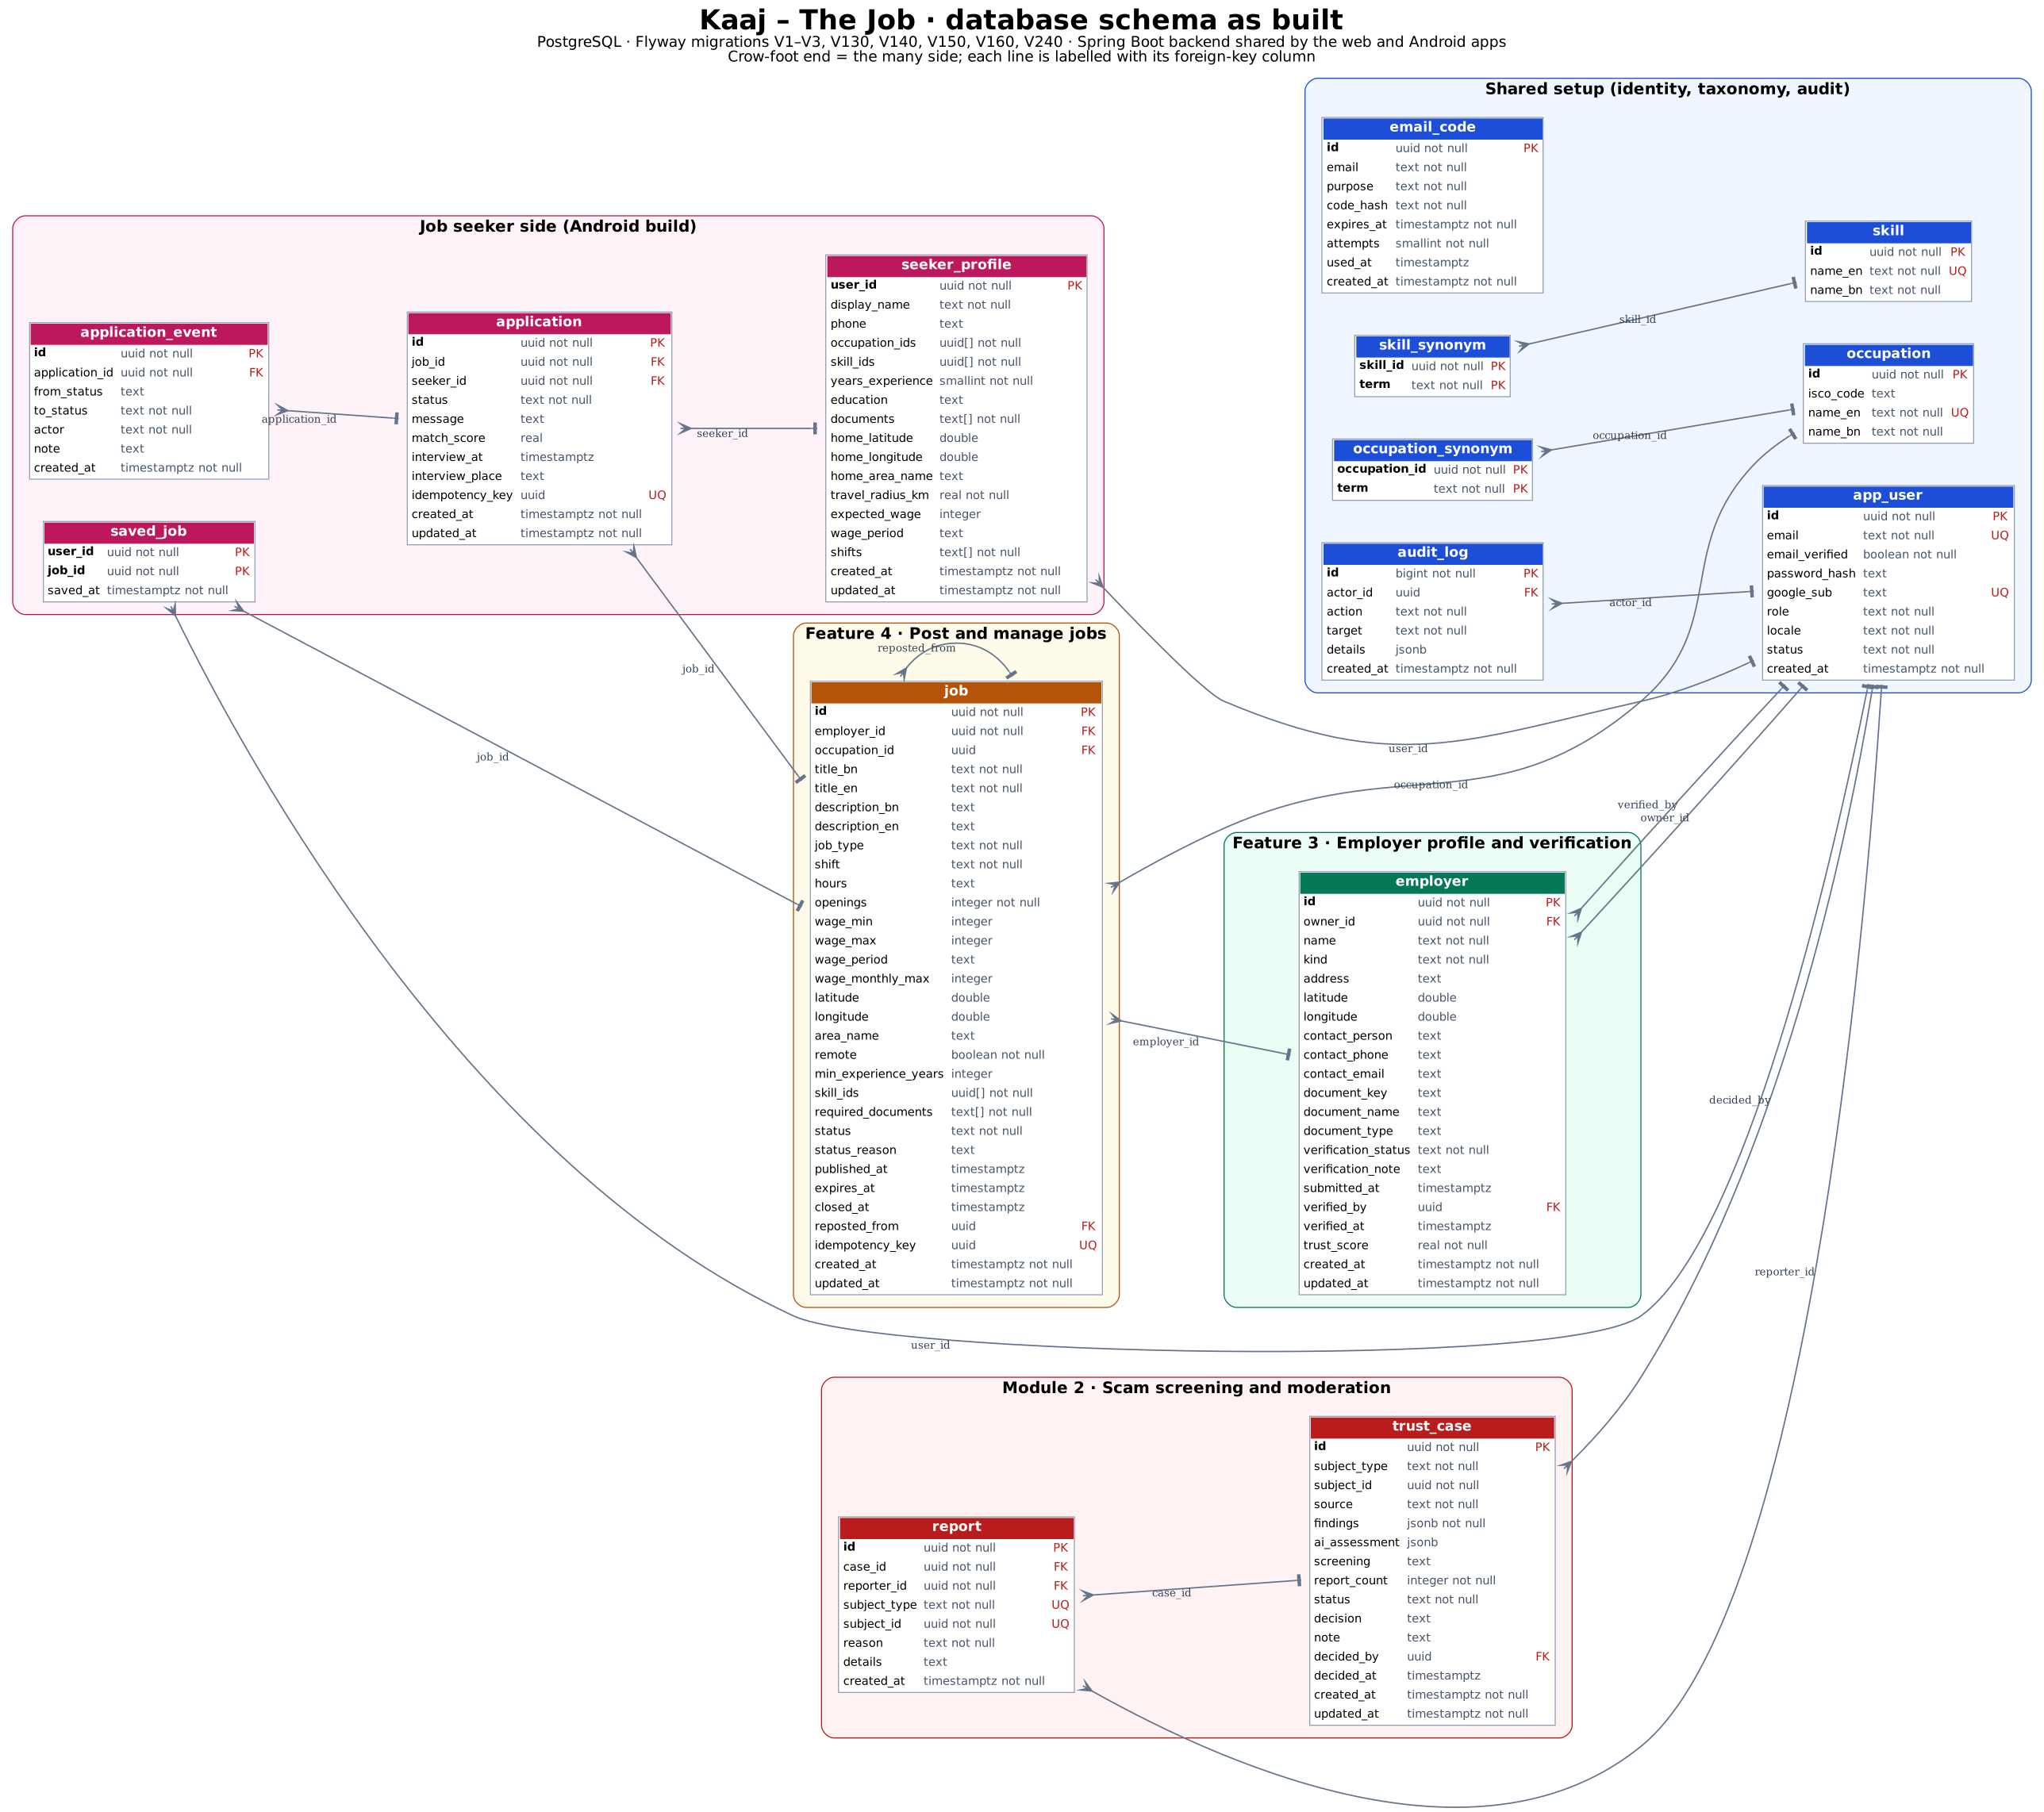 Kaaj – The Job · database schema as built
PostgreSQL · Flyway migrations V1–V3, V130, V140, V150, V160, V240 · Spring Boot backend shared by the web and Android apps
Crow-foot end = the many side; each line is labelled with its foreign-key column
Shared setup (identity, taxonomy, audit)
email_code
id uuid not null PK
email text not null
purpose text not null
code_hash text not null
expires_at timestamptz not null
attempts smallint not null
used_at timestamptz
created_at timestamptz not null
skill
id uuid not null PK
name_en text not null UQ
name_bn text not null
skill_id
skill_synonym
skill_id uuid not null PK
term text not null PK
occupation
id uuid not null PK
isco_code text
name_en text not null UQ
name_bn text not null
occupation_id
occupation_synonym
occupation_id uuid not null PK
term text not null PK
app_user
id uuid not null PK
email text not null UQ
email_verified boolean not null
password_hash text
google_sub text UQ
role text not null
locale text not null
status text not null
created_at timestamptz not null
audit_log
id bigint not null PK
actor_id uuid FK
action text not null
target text not null
details jsonb
created_at timestamptz not null
actor_id
Job seeker side (Android build)
application_event
id uuid not null PK
application_id uuid not null FK
from_status text
to_status text not null
actor text not null
note text
created_at timestamptz not null
application_id
application
id uuid not null PK
job_id uuid not null FK
seeker_id uuid not null FK
status text not null
message text
match_score real
interview_at timestamptz
interview_place text
idempotency_key uuid UQ
created_at timestamptz not null
updated_at timestamptz not null
seeker_id
seeker_profile
user_id uuid not null PK
display_name text not null
phone text
occupation_ids uuid[] not null
skill_ids uuid[] not null
years_experience smallint not null
education text
documents text[] not null
home_latitude double
home_longitude double
home_area_name text
travel_radius_km real not null
expected_wage integer
wage_period text
shifts text[] not null
created_at timestamptz not null
updated_at timestamptz not null
saved_job
user_id uuid not null PK
job_id uuid not null PK
saved_at timestamptz not null
job_id
job_id
user_id
occupation_id
verified_by
owner_id
Feature 4 · Post and manage jobs
reposted_from
job
id uuid not null PK
employer_id uuid not null FK
occupation_id uuid FK
title_bn text not null
title_en text not null
description_bn text
description_en text
job_type text not null
shift text not null
hours text
openings integer not null
wage_min integer
wage_max integer
wage_period text
wage_monthly_max integer
latitude double
longitude double
area_name text
remote boolean not null
min_experience_years integer
skill_ids uuid[] not null
required_documents text[] not null
status text not null
status_reason text
published_at timestamptz
expires_at timestamptz
closed_at timestamptz
reposted_from uuid FK
idempotency_key uuid UQ
created_at timestamptz not null
updated_at timestamptz not null
employer_id
Feature 3 · Employer profile and verification
employer
id uuid not null PK
owner_id uuid not null FK
name text not null
kind text not null
address text
latitude double
longitude double
contact_person text
contact_phone text
contact_email text
document_key text
document_name text
document_type text
verification_status text not null
verification_note text
submitted_at timestamptz
verified_by uuid FK
verified_at timestamptz
trust_score real not null
created_at timestamptz not null
updated_at timestamptz not null
decided_by
reporter_id
user_id
Module 2 · Scam screening and moderation
report
id uuid not null PK
case_id uuid not null FK
reporter_id uuid not null FK
subject_type text not null UQ
subject_id uuid not null UQ
reason text not null
details text
created_at timestamptz not null
case_id
trust_case
id uuid not null PK
subject_type text not null
subject_id uuid not null
source text not null
findings jsonb not null
ai_assessment jsonb
screening text
report_count integer not null
status text not null
decision text
note text
decided_by uuid FK
decided_at timestamptz
created_at timestamptz not null
updated_at timestamptz not null